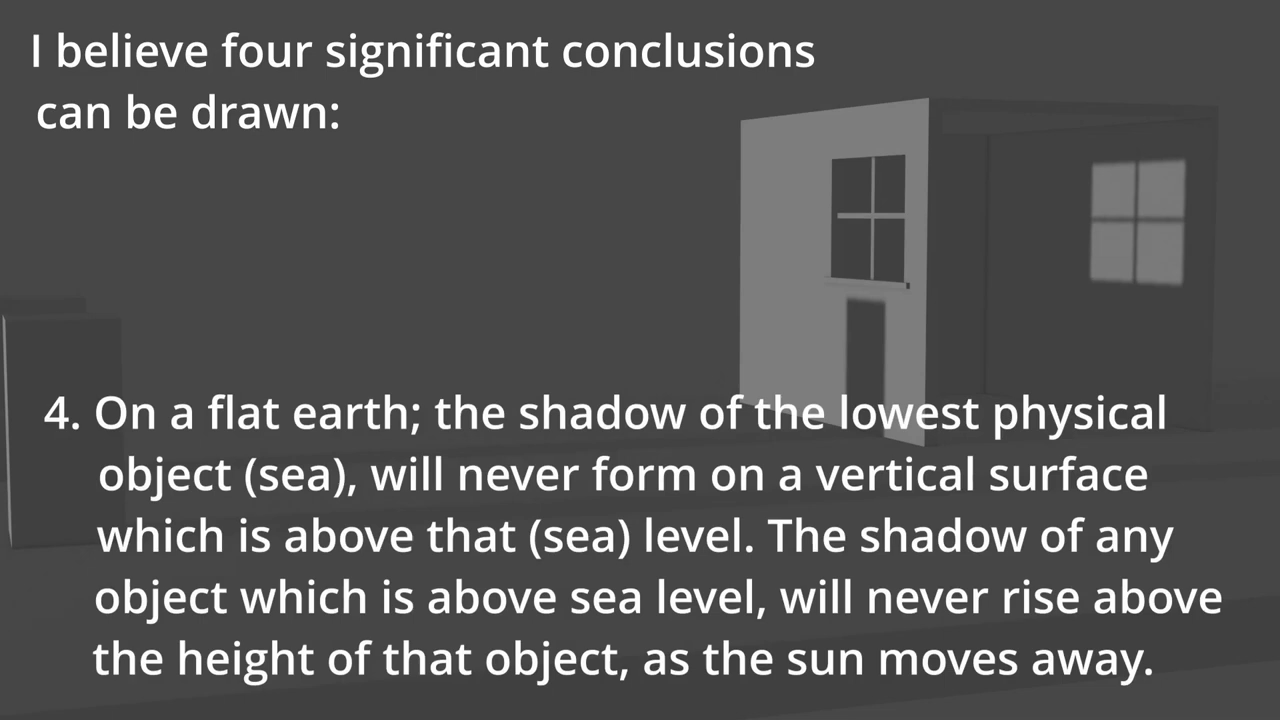 I believe four significant conclusions
can be drawn:
4. On a flat earth; the shadow of the lowest physical
object (sea), will never form on a vertical surface
which is above that (sea) level. The shadow of any
object which is above sea level, will never rise above
the height of that object, as the sun moves away.